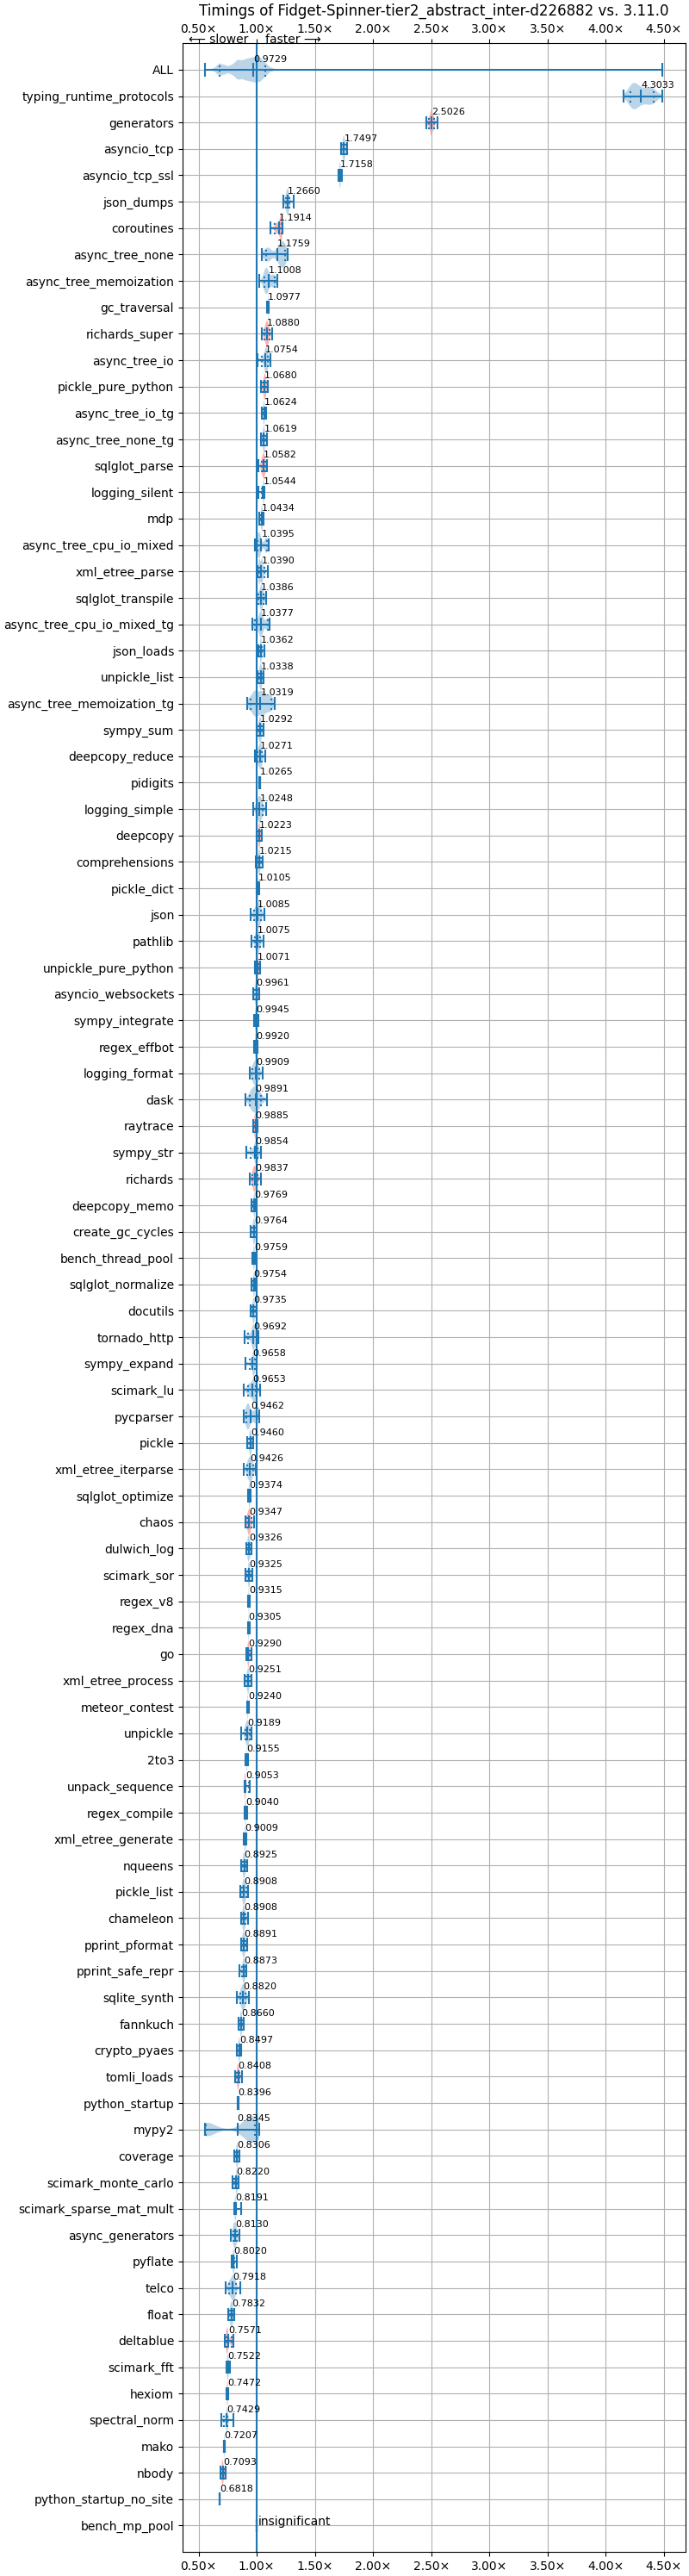 Timings of Fidget-Spinner-tier2_abstract_inter-d226882 vs. 3.11.0
0.50× 1.00× 1.50× 2.00× 2.50× 3.00× 3.50× 4.00× 4.50×
⟵ slower faster ⟶
ALL 0.9729
typing_runtime_protocols 4.3033
generators 2.5026
asyncio_tcp 1.7497
asyncio_tcp_ssl 1.7158
json_dumps 1.2660
coroutines 1.1914
async_tree_none 1.1759
async_tree_memoization 1.1008
gc_traversal 1.0977
richards_super 1.0880
async_tree_io 1.0754
pickle_pure_python 1.0680
async_tree_io_tg 1.0624
async_tree_none_tg 1.0619
sqlglot_parse 1.0582
logging_silent 1.0544
mdp 1.0434
async_tree_cpu_io_mixed 1.0395
xml_etree_parse 1.0390
sqlglot_transpile 1.0386
async_tree_cpu_io_mixed_tg 1.0377
json_loads 1.0362
unpickle_list 1.0338
async_tree_memoization_tg 1.0319
sympy_sum 1.0292
deepcopy_reduce 1.0271
pidigits 1.0265
logging_simple 1.0248
deepcopy 1.0223
comprehensions 1.0215
pickle_dict 1.0105
json 1.0085
pathlib 1.0075
unpickle_pure_python 1.0071
asyncio_websockets 0.9961
sympy_integrate 0.9945
regex_effbot 0.9920
logging_format 0.9909
dask 0.9891
raytrace 0.9885
sympy_str 0.9854
richards 0.9837
deepcopy_memo 0.9769
create_gc_cycles 0.9764
bench_thread_pool 0.9759
sqlglot_normalize 0.9754
docutils 0.9735
tornado_http 0.9692
sympy_expand 0.9658
scimark_lu 0.9653
pycparser 0.9462
pickle 0.9460
xml_etree_iterparse 0.9426
sqlglot_optimize 0.9374
chaos 0.9347
dulwich_log 0.9326
scimark_sor 0.9325
regex_v8 0.9315
regex_dna 0.9305
go 0.9290
xml_etree_process 0.9251
meteor_contest 0.9240
unpickle 0.9189
2to3 0.9155
unpack_sequence 0.9053
regex_compile 0.9040
xml_etree_generate 0.9009
nqueens 0.8925
pickle_list 0.8908
chameleon 0.8908
pprint_pformat 0.8891
pprint_safe_repr 0.8873
sqlite_synth 0.8820
fannkuch 0.8660
crypto_pyaes 0.8497
tomli_loads 0.8408
python_startup 0.8396
mypy2 0.8345
coverage 0.8306
scimark_monte_carlo 0.8220
scimark_sparse_mat_mult 0.8191
async_generators 0.8130
pyflate 0.8020
telco 0.7918
float 0.7832
deltablue 0.7571
scimark_fft 0.7522
hexiom 0.7472
spectral_norm 0.7429
mako 0.7207
nbody 0.7093
python_startup_no_site 0.6818
bench_mp_pool insignificant
0.50× 1.00× 1.50× 2.00× 2.50× 3.00× 3.50× 4.00× 4.50×